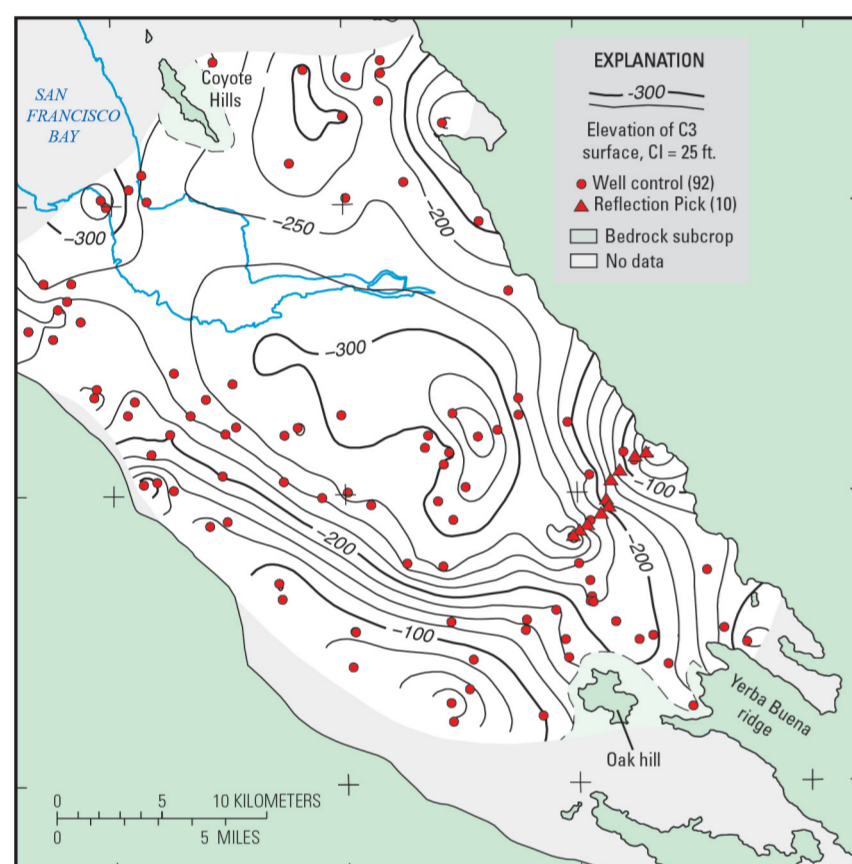 Coyote
Hills
SAN
FRANCISCO
BAY
EXPLANATION
-300
Elevation of C3
surface, CI = 25 ft.
Well control (92)
Reflection Pick (10)
Bedrock subcrop
No data
-200
-250
-300
-300
-100
-200
-200
-100
Yerba Buena
ridge
Oak hill
0 5 10 KILOMETERS
0 5 MILES